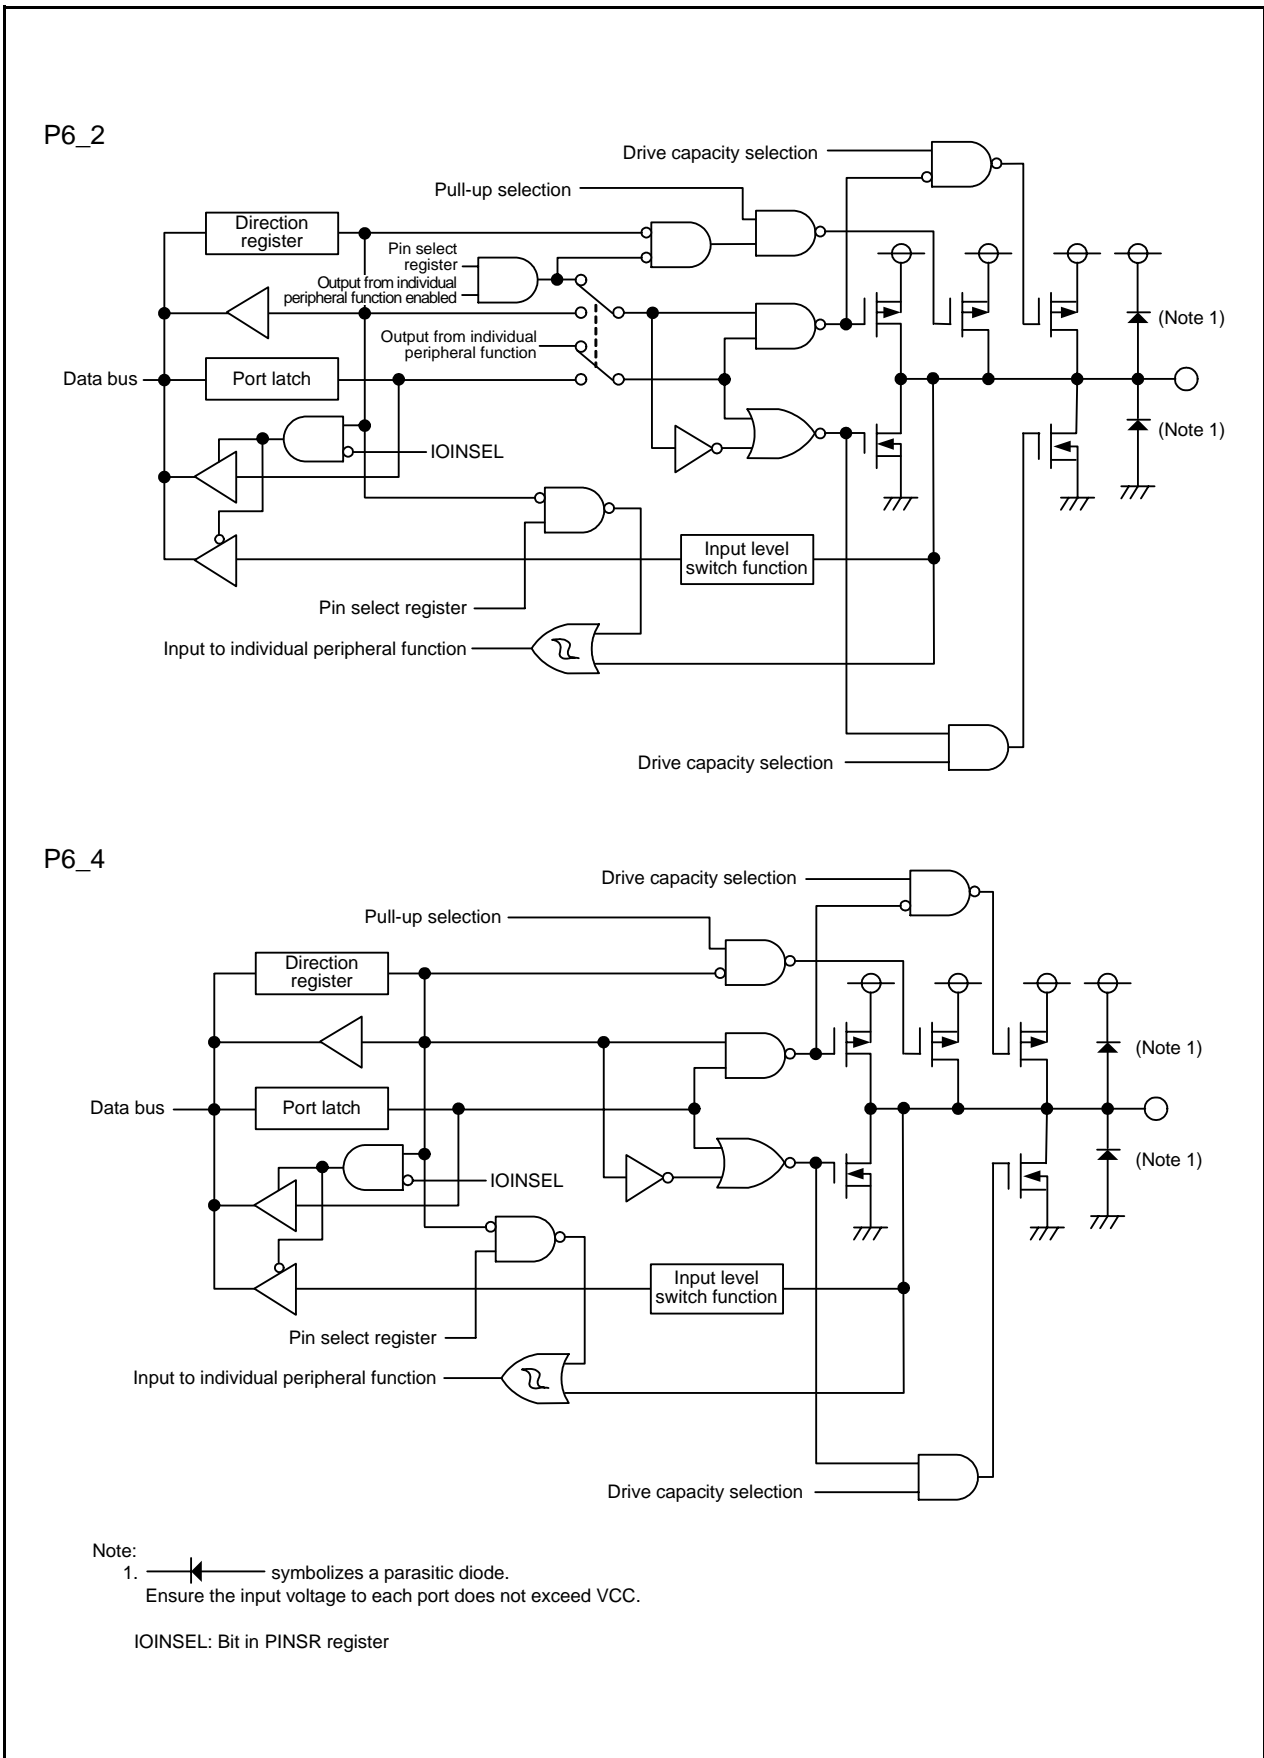 P6_2
Drive capacity selection
Pull-up selection
Direction
register
Pin select
register
Output from individual
peripheral function enabled
(Note 1)
Output from individual
peripheral function
Data bus
Port latch
(Note 1)
IOINSEL
Input level
switch function
Pin select register
Input to individual peripheral function
Drive capacity selection
P6_4
Drive capacity selection
Pull-up selection
Direction
register
(Note 1)
Data bus
Port latch
(Note 1)
IOINSEL
Input level
switch function
Pin select register
Input to individual peripheral function
Drive capacity selection
Note:
1. symbolizes a parasitic diode.
Ensure the input voltage to each port does not exceed VCC.
IOINSEL: Bit in PINSR register